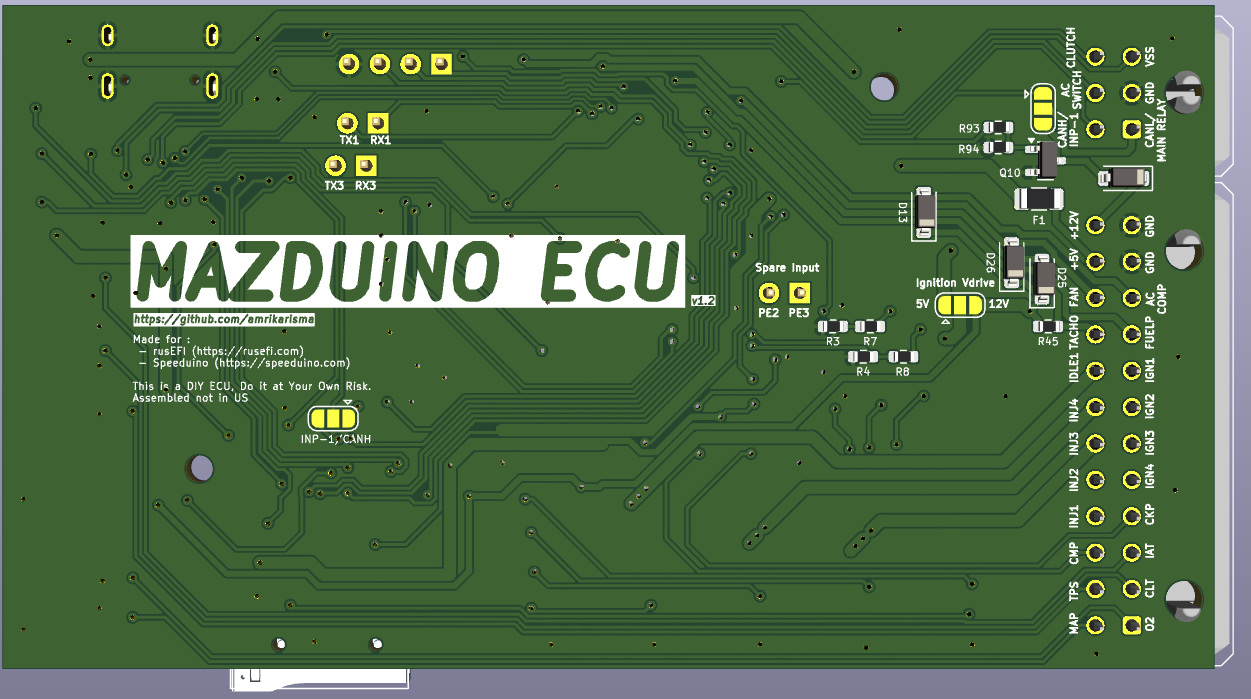 TX1 RX1
TX3 RX3
MAZDUINO ECU
v1.2
https://github.com/amrikarisma
Made for :
- rusEFI (https://rusefi.com)
- Speeduino (https://speeduino.com)
This is a DIY ECU, Do it at Your Own Risk.
Assembled not in US
INP-1/CANH
Spare Input
PE2 PE3
R3 R7
R4 R8
Ignition Vdrive
5V 12V
D13
D26
D25
R45
R93
R94
Q10
F1
CLUTCH
VSS
AC SWITCH
GND
CANH/ INP-1
CANL/ MAIN RELAY
+12V
GND
+5V
GND
FAN
AC COMP
TACHO
FUELP
IDLE1
IGN1
INJ4
IGN2
INJ3
IGN3
INJ2
IGN4
INJ1
CKP
CMP
IAT
TPS
CLT
MAP
O2